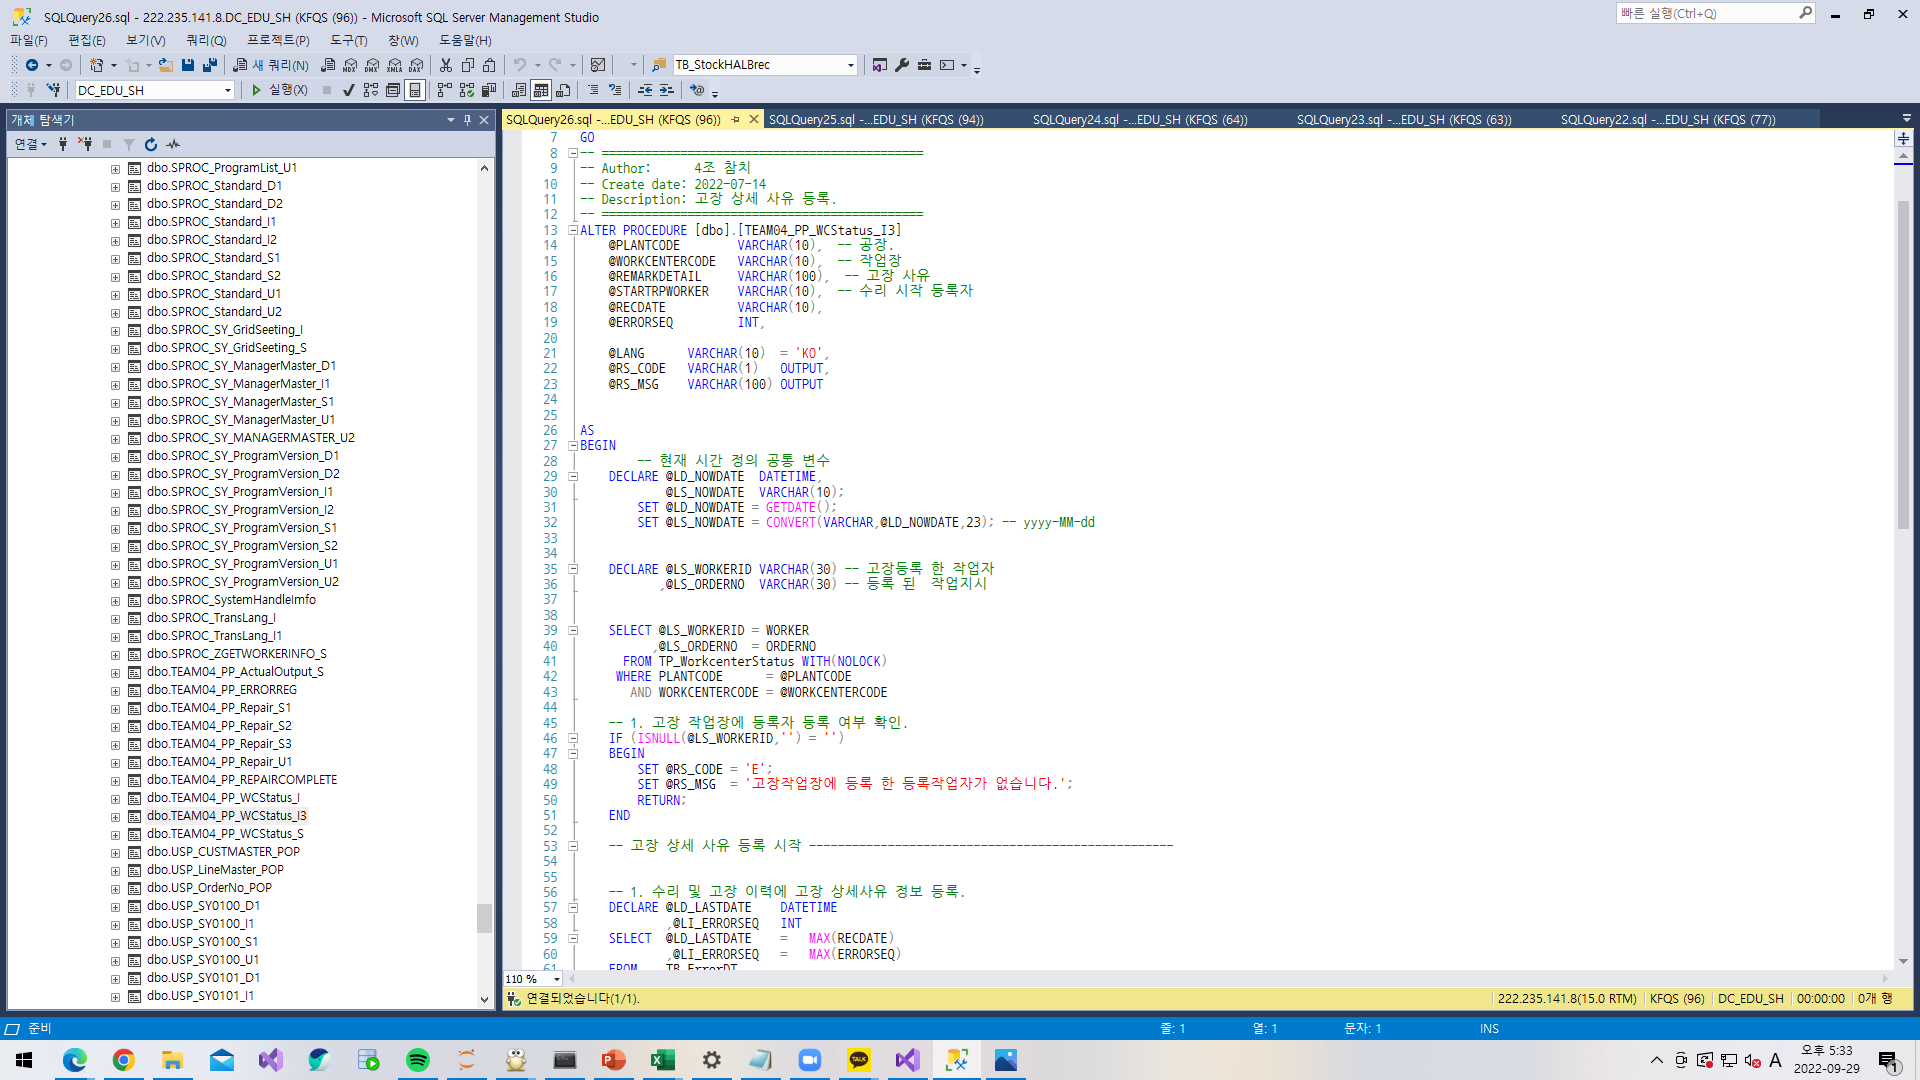 SQLQuery26.sql - 222.235.141.8.DC_EDU_SH (KFQS (96)) - Microsoft SQL Server Management Studio
빠른 실행(Ctrl+Q)
파일(F) 편집(E) 보기(V) 쿼리(Q) 프로젝트(P) 도구(T) 창(W) 도움말(H)
새 쿼리(N) MDX DMX XMLA DAX TB_StockHALBrec
DC_EDU_SH 실행(X)
개체 탐색기
연결
dbo.SPROC_ProgramList_U1
dbo.SPROC_Standard_D1
dbo.SPROC_Standard_D2
dbo.SPROC_Standard_I1
dbo.SPROC_Standard_I2
dbo.SPROC_Standard_S1
dbo.SPROC_Standard_S2
dbo.SPROC_Standard_U1
dbo.SPROC_Standard_U2
dbo.SPROC_SY_GridSeeting_I
dbo.SPROC_SY_GridSeeting_S
dbo.SPROC_SY_ManagerMaster_D1
dbo.SPROC_SY_ManagerMaster_I1
dbo.SPROC_SY_ManagerMaster_S1
dbo.SPROC_SY_ManagerMaster_U1
dbo.SPROC_SY_MANAGERMASTER_U2
dbo.SPROC_SY_ProgramVersion_D1
dbo.SPROC_SY_ProgramVersion_D2
dbo.SPROC_SY_ProgramVersion_I1
dbo.SPROC_SY_ProgramVersion_I2
dbo.SPROC_SY_ProgramVersion_S1
dbo.SPROC_SY_ProgramVersion_S2
dbo.SPROC_SY_ProgramVersion_U1
dbo.SPROC_SY_ProgramVersion_U2
dbo.SPROC_SystemHandleImfo
dbo.SPROC_TransLang_I
dbo.SPROC_TransLang_I1
dbo.SPROC_ZGETWORKERINFO_S
dbo.TEAM04_PP_ActualOutput_S
dbo.TEAM04_PP_ERRORREG
dbo.TEAM04_PP_Repair_S1
dbo.TEAM04_PP_Repair_S2
dbo.TEAM04_PP_Repair_S3
dbo.TEAM04_PP_Repair_U1
dbo.TEAM04_PP_REPAIRCOMPLETE
dbo.TEAM04_PP_WCStatus_I
dbo.TEAM04_PP_WCStatus_I3
dbo.TEAM04_PP_WCStatus_S
dbo.USP_CUSTMASTER_POP
dbo.USP_LineMaster_POP
dbo.USP_OrderNo_POP
dbo.USP_SY0100_D1
dbo.USP_SY0100_I1
dbo.USP_SY0100_S1
dbo.USP_SY0100_U1
dbo.USP_SY0101_D1
dbo.USP_SY0101_I1
SQLQuery26.sql -...EDU_SH (KFQS (96)) SQLQuery25.sql -...EDU_SH (KFQS (94)) SQLQuery24.sql -...EDU_SH (KFQS (64)) SQLQuery23.sql -...EDU_SH (KFQS (63)) SQLQuery22.sql -...EDU_SH (KFQS (77))
7 GO
8 -- =============================================
9 -- Author: 4조 참치
10 -- Create date: 2022-07-14
11 -- Description: 고장 상세 사유 등록.
12 -- =============================================
13 ALTER PROCEDURE [dbo].[TEAM04_PP_WCStatus_I3]
14 @PLANTCODE VARCHAR(10), -- 공장.
15 @WORKCENTERCODE VARCHAR(10), -- 작업장
16 @REMARKDETAIL VARCHAR(100), -- 고장 사유
17 @STARTRPWORKER VARCHAR(10), -- 수리 시작 등록자
18 @RECDATE VARCHAR(10),
19 @ERRORSEQ INT,
20
21 @LANG VARCHAR(10) = 'KO',
22 @RS_CODE VARCHAR(1) OUTPUT,
23 @RS_MSG VARCHAR(100) OUTPUT
24
25
26 AS
27 BEGIN
28 -- 현재 시간 정의 공통 변수
29 DECLARE @LD_NOWDATE DATETIME,
30 @LS_NOWDATE VARCHAR(10);
31 SET @LD_NOWDATE = GETDATE();
32 SET @LS_NOWDATE = CONVERT(VARCHAR,@LD_NOWDATE,23); -- yyyy-MM-dd
33
34
35 DECLARE @LS_WORKERID VARCHAR(30) -- 고장등록 한 작업자
36 ,@LS_ORDERNO VARCHAR(30) -- 등록 된 작업지시
37
38
39 SELECT @LS_WORKERID = WORKER
40 ,@LS_ORDERNO = ORDERNO
41 FROM TP_WorkcenterStatus WITH(NOLOCK)
42 WHERE PLANTCODE = @PLANTCODE
43 AND WORKCENTERCODE = @WORKCENTERCODE
44
45 -- 1. 고장 작업장에 등록자 등록 여부 확인.
46 IF (ISNULL(@LS_WORKERID,'') = '')
47 BEGIN
48 SET @RS_CODE = 'E';
49 SET @RS_MSG = '고장작업장에 등록 한 등록작업자가 없습니다.';
50 RETURN;
51 END
52
53 -- 고장 상세 사유 등록 시작 ---------------------------------------------------
54
55
56 -- 1. 수리 및 고장 이력에 고장 상세사유 정보 등록.
57 DECLARE @LD_LASTDATE DATETIME
58 ,@LI_ERRORSEQ INT
59 SELECT @LD_LASTDATE = MAX(RECDATE)
60 ,@LI_ERRORSEQ = MAX(ERRORSEQ)
61 FROM TB_ErrorDT
110 %
연결되었습니다(1/1). 222.235.141.8(15.0 RTM) KFQS (96) DC_EDU_SH 00:00:00 0개 행
준비 줄: 1 열: 1 문자: 1 INS
TALK
A 오후 5:33
2022-09-29
1